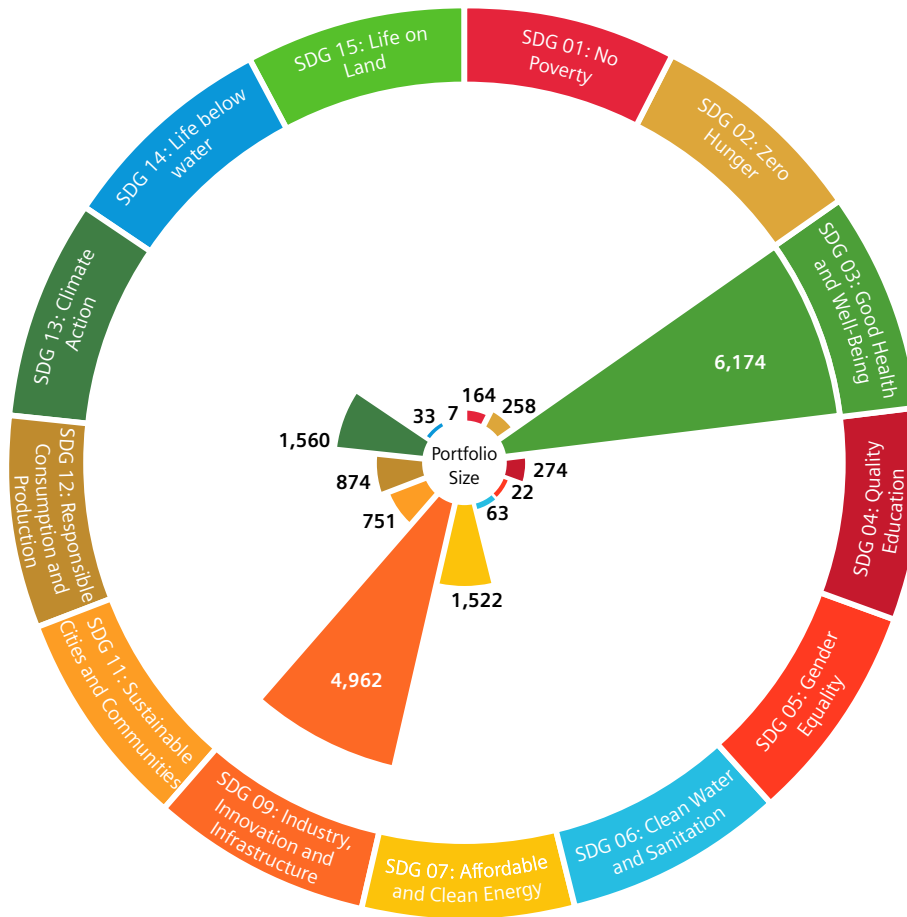 SDG 01: No
Poverty
SDG 02: Zero
Hunger
SDG 03: Good Health
and Well-Being
SDG 04: Quality
Education
SDG 05: Gender
Equality
SDG 06: Clean Water
and Sanitation
SDG 07: Affordable
and Clean Energy
SDG 09: Industry,
Innovation and
Infrastructure
SDG 11: Sustainable
Cities and Communities
SDG 12: Responsible
Consumption and
Production
SDG 13: Climate
Action
SDG 14: Life below
water
SDG 15: Life on
Land
Portfolio
Size
164
258
6,174
274
22
63
1,522
4,962
751
874
1,560
33
7